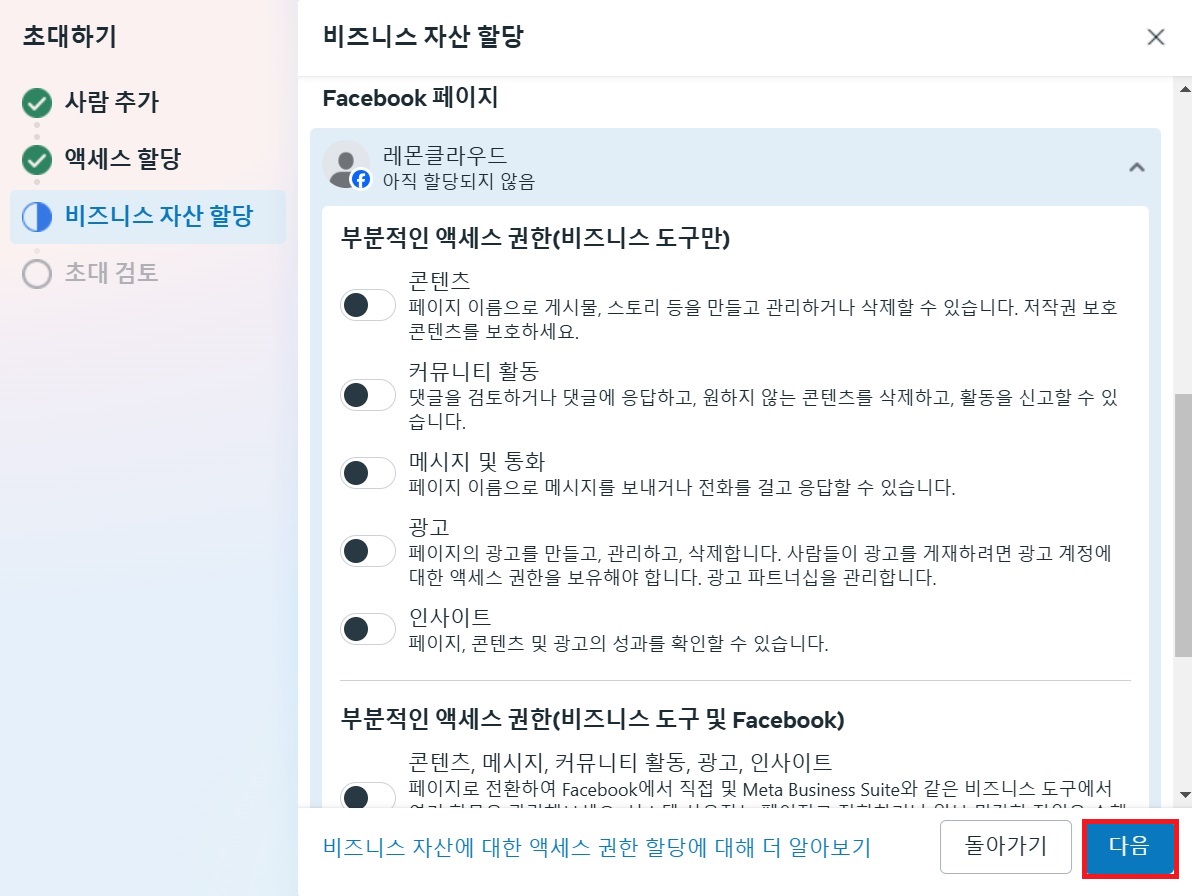 초대하기
사람 추가
액세스 할당
비즈니스 자산 할당
초대 검토
비즈니스 자산 할당
Facebook 페이지
레몬클라우드
아직 할당되지 않음
부분적인 액세스 권한(비즈니스 도구만)
콘텐츠
페이지 이름으로 게시물, 스토리 등을 만들고 관리하거나 삭제할 수 있습니다. 저작권 보호
콘텐츠를 보호하세요.
커뮤니티 활동
댓글을 검토하거나 댓글에 응답하고, 원하지 않는 콘텐츠를 삭제하고, 활동을 신고할 수 있
습니다.
메시지 및 통화
페이지 이름으로 메시지를 보내거나 전화를 걸고 응답할 수 있습니다.
광고
페이지의 광고를 만들고, 관리하고, 삭제합니다. 사람들이 광고를 게재하려면 광고 계정에
대한 액세스 권한을 보유해야 합니다. 광고 파트너십을 관리합니다.
인사이트
페이지, 콘텐츠 및 광고의 성과를 확인할 수 있습니다.
부분적인 액세스 권한(비즈니스 도구 및 Facebook)
콘텐츠, 메시지, 커뮤니티 활동, 광고, 인사이트
페이지로 전환하여 Facebook에서 직접 및 Meta Business Suite와 같은 비즈니스 도구에서
비즈니스 자산에 대한 액세스 권한 할당에 대해 더 알아보기
돌아가기
다음